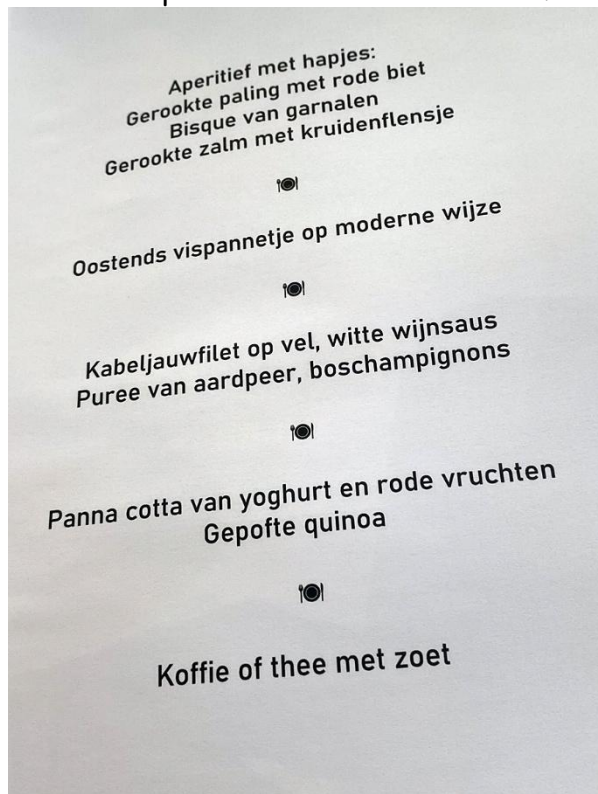 Aperitief met hapjes:
Gerookte paling met rode biet
Bisque van garnalen
Gerookte zalm met kruidenflensje
Oostends vispannetje op moderne wijze
Kabeljauwfilet op vel, witte wijnsaus
Puree van aardpeer, boschampignons
Panna cotta van yoghurt en rode vruchten
Gepofte quinoa
Koffie of thee met zoet